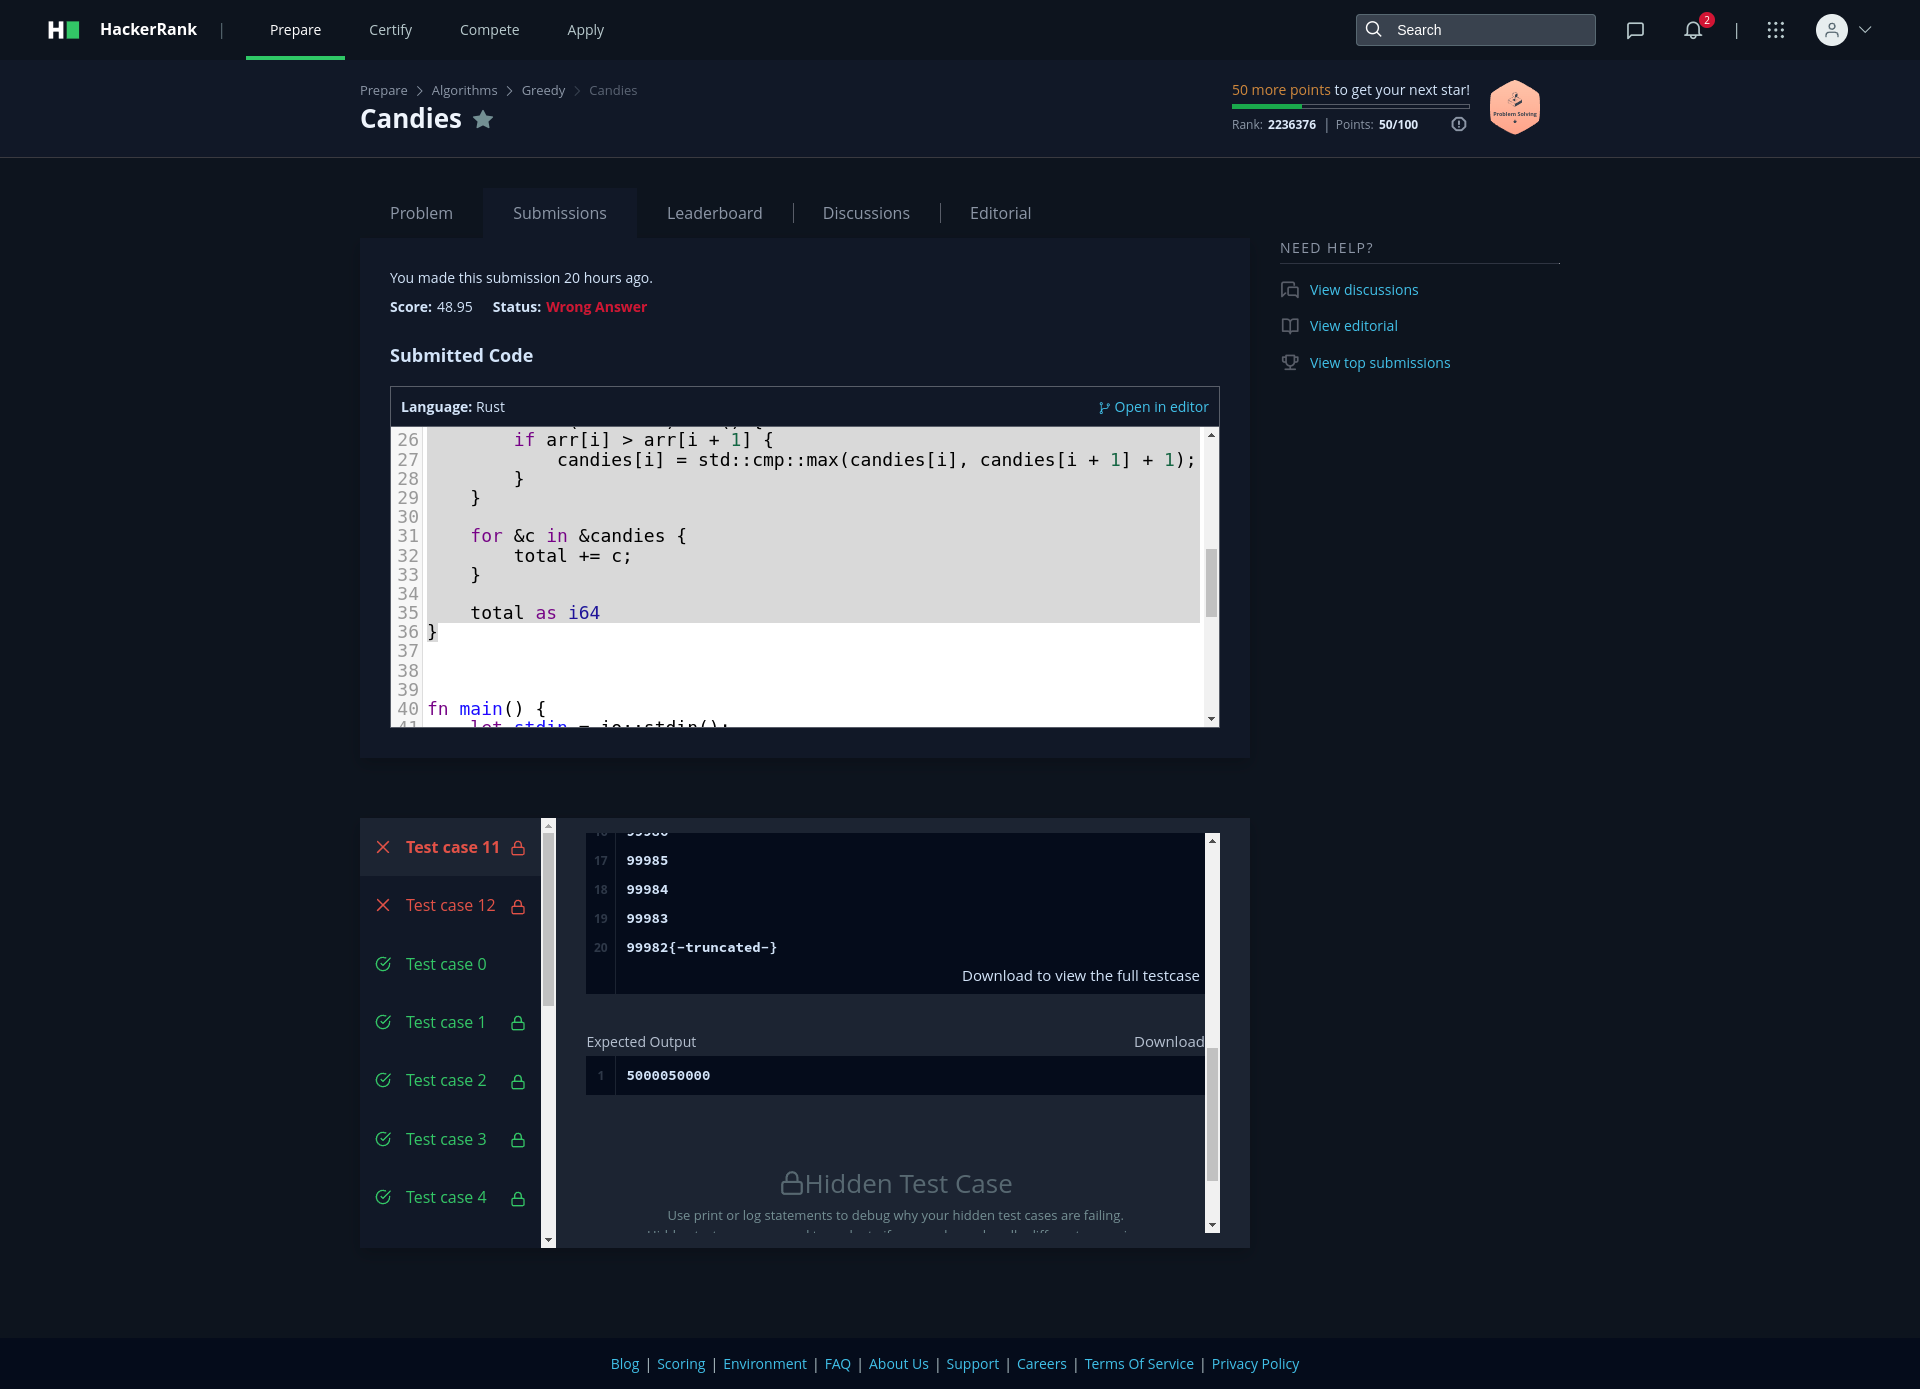 HackerRank | Prepare Certify Compete Apply Search 2 |
Prepare > Algorithms > Greedy > Candies
Candies
50 more points to get your next star!
Rank: 2236376 | Points: 50/100
Problem Solving
Problem Submissions Leaderboard Discussions Editorial
You made this submission 20 hours ago.
Score: 48.95 Status: Wrong Answer
Submitted Code
Language: Rust Open in editor
26 if arr[i] > arr[i + 1] {
27 candies[i] = std::cmp::max(candies[i], candies[i + 1] + 1);
28 }
29 }
30
31 for &c in &candies {
32 total += c;
33 }
34
35 total as i64
36 }
37
38
39
40 fn main() {
41 let stdin = io::stdin();
NEED HELP?
View discussions
View editorial
View top submissions
Test case 11
Test case 12
Test case 0
Test case 1
Test case 2
Test case 3
Test case 4
16 99986
17 99985
18 99984
19 99983
20 99982{-truncated-}
Download to view the full testcase
Expected Output Download
1 5000050000
Hidden Test Case
Use print or log statements to debug why your hidden test cases are failing.
Blog | Scoring | Environment | FAQ | About Us | Support | Careers | Terms Of Service | Privacy Policy